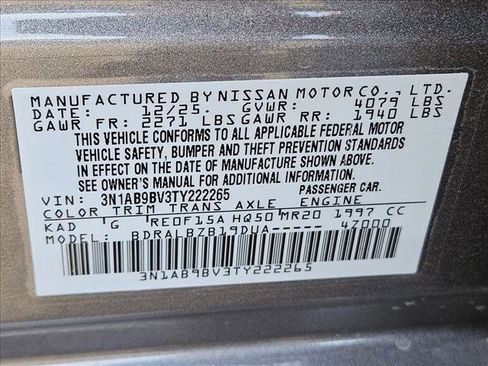 MANUFACTURED BY NISSAN MOTOR CO., LTD.
DATE: 12/25. GVWR: 4079 LBS
GAWR FR: 2271 LBS GAWR RR: 1940 LBS
THIS VEHICLE CONFORMS TO ALL APPLICABLE FEDERAL MOTOR
VEHICLE SAFETY, BUMPER AND THEFT PREVENTION STANDARDS
IN EFFECT ON THE DATE OF MANUFACTURE SHOWN ABOVE.
SEE OWNER'S MANUAL FOR ADDITIONAL INFORMATION.
VIN: 3N1AB9BV3TY222265 PASSENGER CAR
COLOR TRIM TRANS AXLE ENGINE
KAD G RE0F15A HQ50 MR20 1997 CC
MODEL: BDRALBZB19DUA----- 4Z000
3N1AB9BV3TY222265